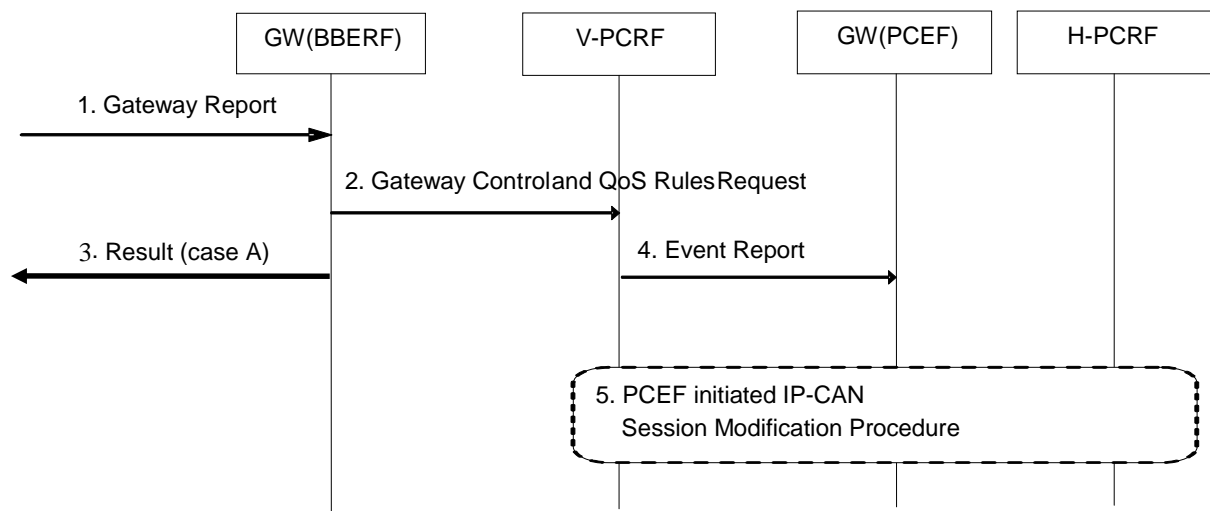 GW(BBERF)
V-PCRF
GW(PCEF)
H-PCRF
1. Gateway Report
2. Gateway Controland QoS RulesRequest
3. Result (case A)
4. Event Report
5. PCEF initiated IP-CAN
Session Modification Procedure